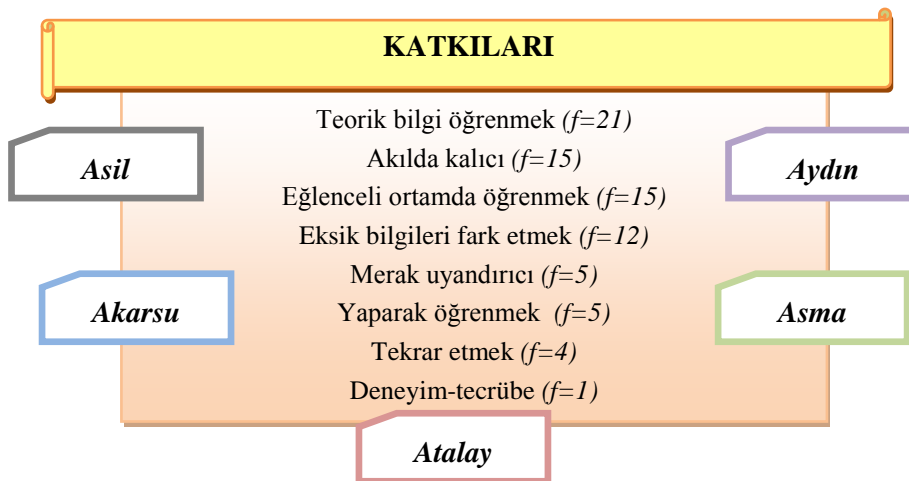 KATKILARI
Teorik bilgi öğrenmek (f=21)
Akılda kalıcı (f=15)
Eğlenceli ortamda öğrenmek (f=15)
Eksik bilgileri fark etmek (f=12)
Merak uyandırıcı (f=5)
Yaparak öğrenmek (f=5)
Tekrar etmek (f=4)
Deneyim-tecrübe (f=1)
Asil
Aydın
Akarsu
Asma
Atalay